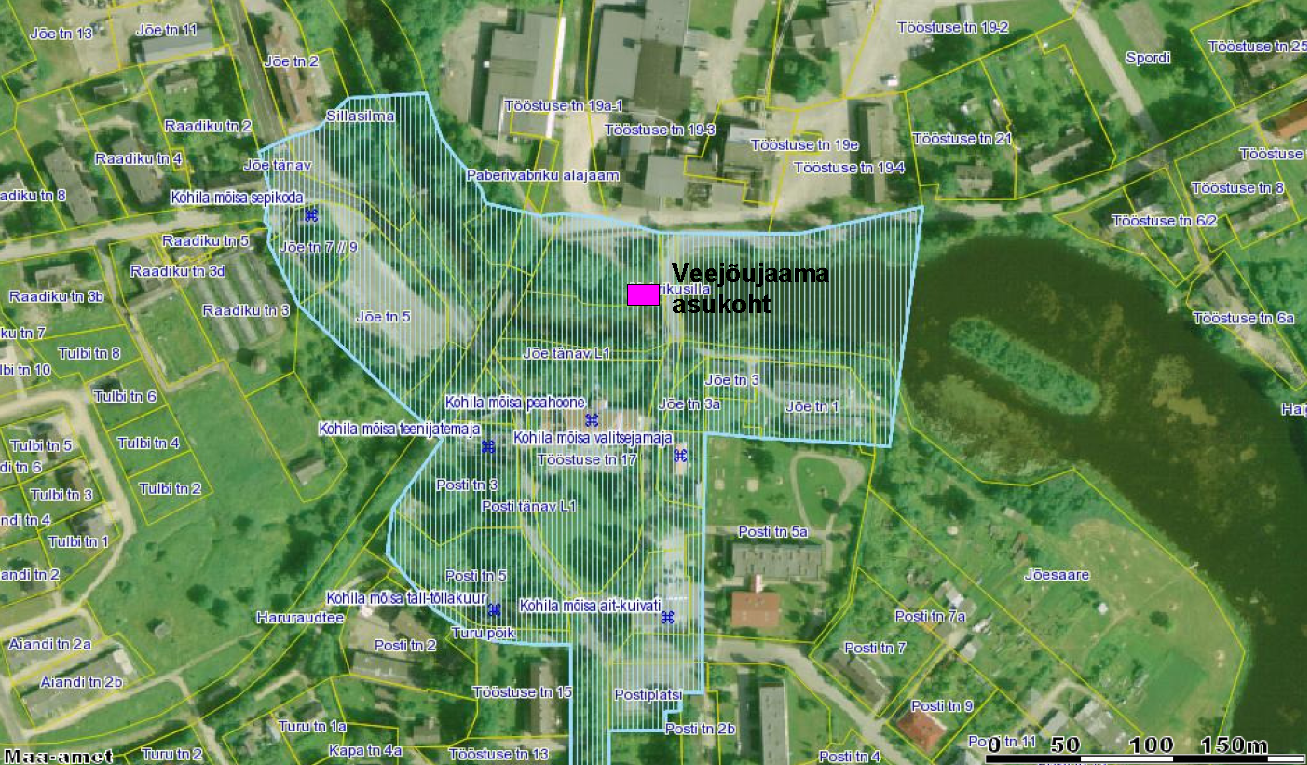 Jõe tn 13
Jõe tn 11
Tööstuse tn 19-2
Tööstuse tn 25
Jõe tn 2
Spordi
Tööstuse tn 19a-1
Sillasilma
Raadiku tn 2
Tööstuse tn 19-3
Tööstuse tn 19e
Tööstuse tn 21
Raadiku tn 4
Tööstuse
Jõe tänav
Tööstuse tn 19-4
Paberivabriku alajaam
Tööstuse tn 8
adiku tn 8
Kohila mõisa sepikoda
Tööstuse tn 6/2
Raadiku tn 5
Jõe tn 7 // 9
Raadiku tn 3d
Veejõujaama
asukoht
rikusilla
Raadiku tn 3b
Raadiku tn 3
Jõe tn 5
Tööstuse tn 6a
ku tn 7
Tulbi tn 8
Jõe tänav L1
lbi tn 10
Jõe tn 3
Tulbi tn 6
Kohila mõisa peahoone
Jõe tn 3a
Jõe tn 1
Kohila mõisa teenijatemaja
Kohila mõisa valitsejamaja
Tulbi tn 5
Tulbi tn 4
Tööstuse tn 17
di tn 6
Posti tn 3
Tulbi tn 3
Tulbi tn 2
Posti tänav L1
ndi tn 4
Posti tn 5a
Tulbi tn 1
andi tn 2
Posti tn 5
Jõesaare
Kohila mõisa tall-tõllakuur
Kohila mõisa ait-kuivati
Haruraudtee
Posti tn 7a
Turu põik
Aiandi tn 2a
Posti tn 2
Posti tn 7
Aiandi tn 2b
Tööstuse tn 15
Postiplatsi
Posti tn 9
Turu tn 1a
Posti tn 2b
Posti tn 11
Maa-amet
Turu tn 2
Kapa tn 4a
Tööstuse tn 13
Posti tn 4
0 50 100 150m